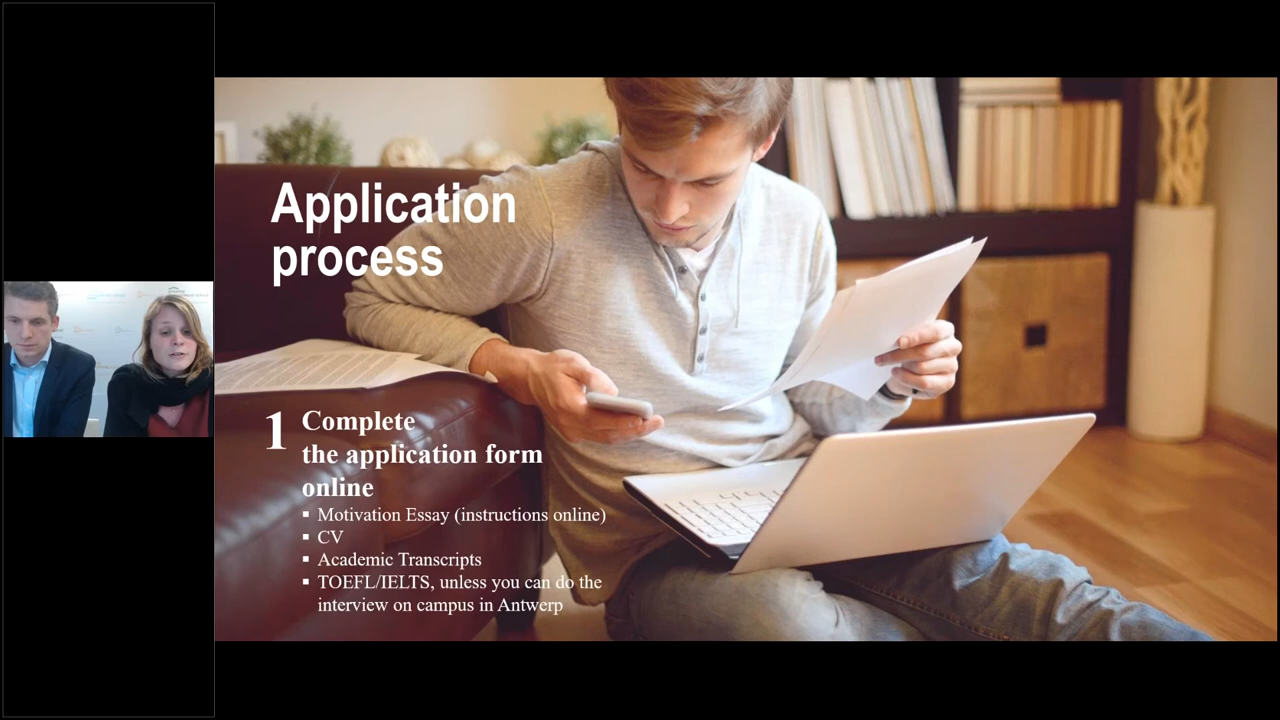 Application
process
1 Complete
the application form
online
▪ Motivation Essay (instructions online)
▪ CV
▪ Academic Transcripts
▪ TOEFL/IELTS, unless you can do the
interview on campus in Antwerp